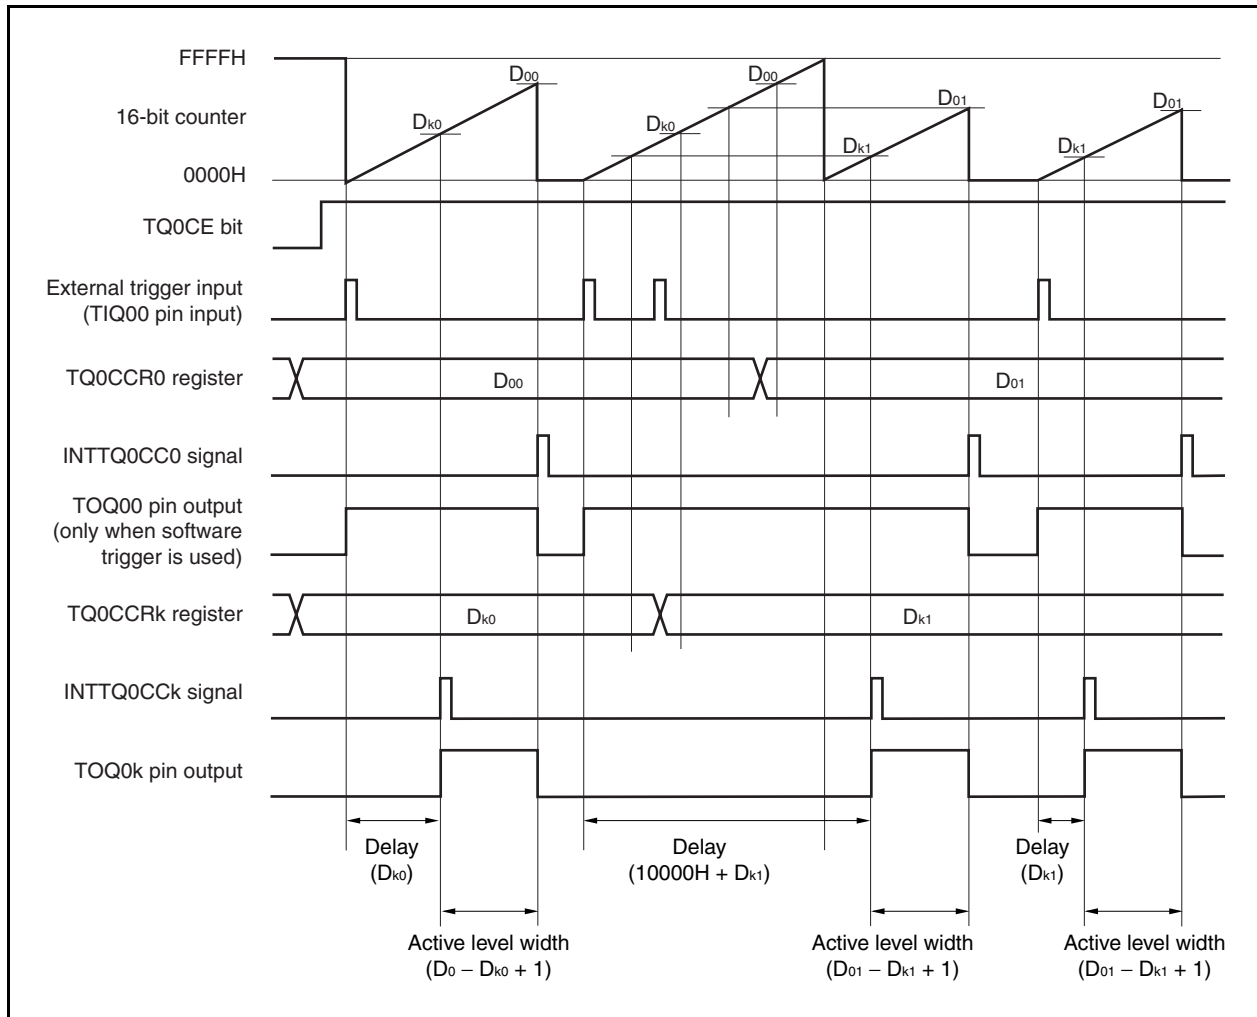 FFFFH
D00
D00
16-bit counter
Dk0
Dk0
D01
D01
Dk1
Dk1
0000H
TQ0CE bit
External trigger input
(TIQ00 pin input)
TQ0CCR0 register
D00
D01
INTTQ0CC0 signal
TOQ00 pin output
(only when software
trigger is used)
TQ0CCRk register
Dk0
Dk1
INTTQ0CCk signal
TOQ0k pin output
Delay
(Dk0)
Delay
(10000H + Dk1)
Delay
(Dk1)
Active level width
(D0 − Dk0 + 1)
Active level width
(D01 − Dk1 + 1)
Active level width
(D01 − Dk1 + 1)